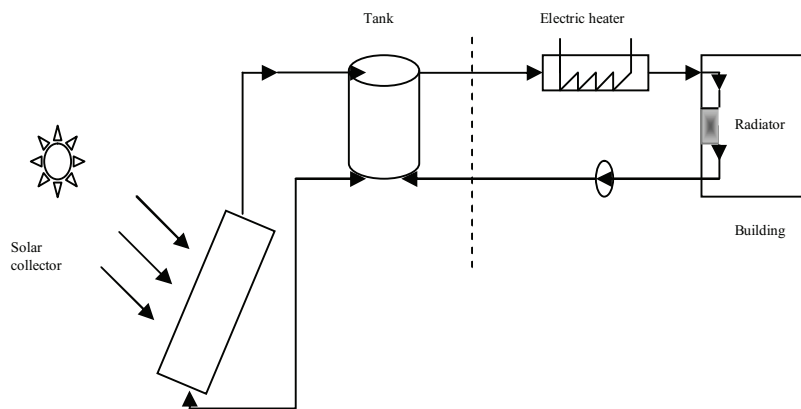 Tank
Electric heater
Radiator
Building
Solar
collector